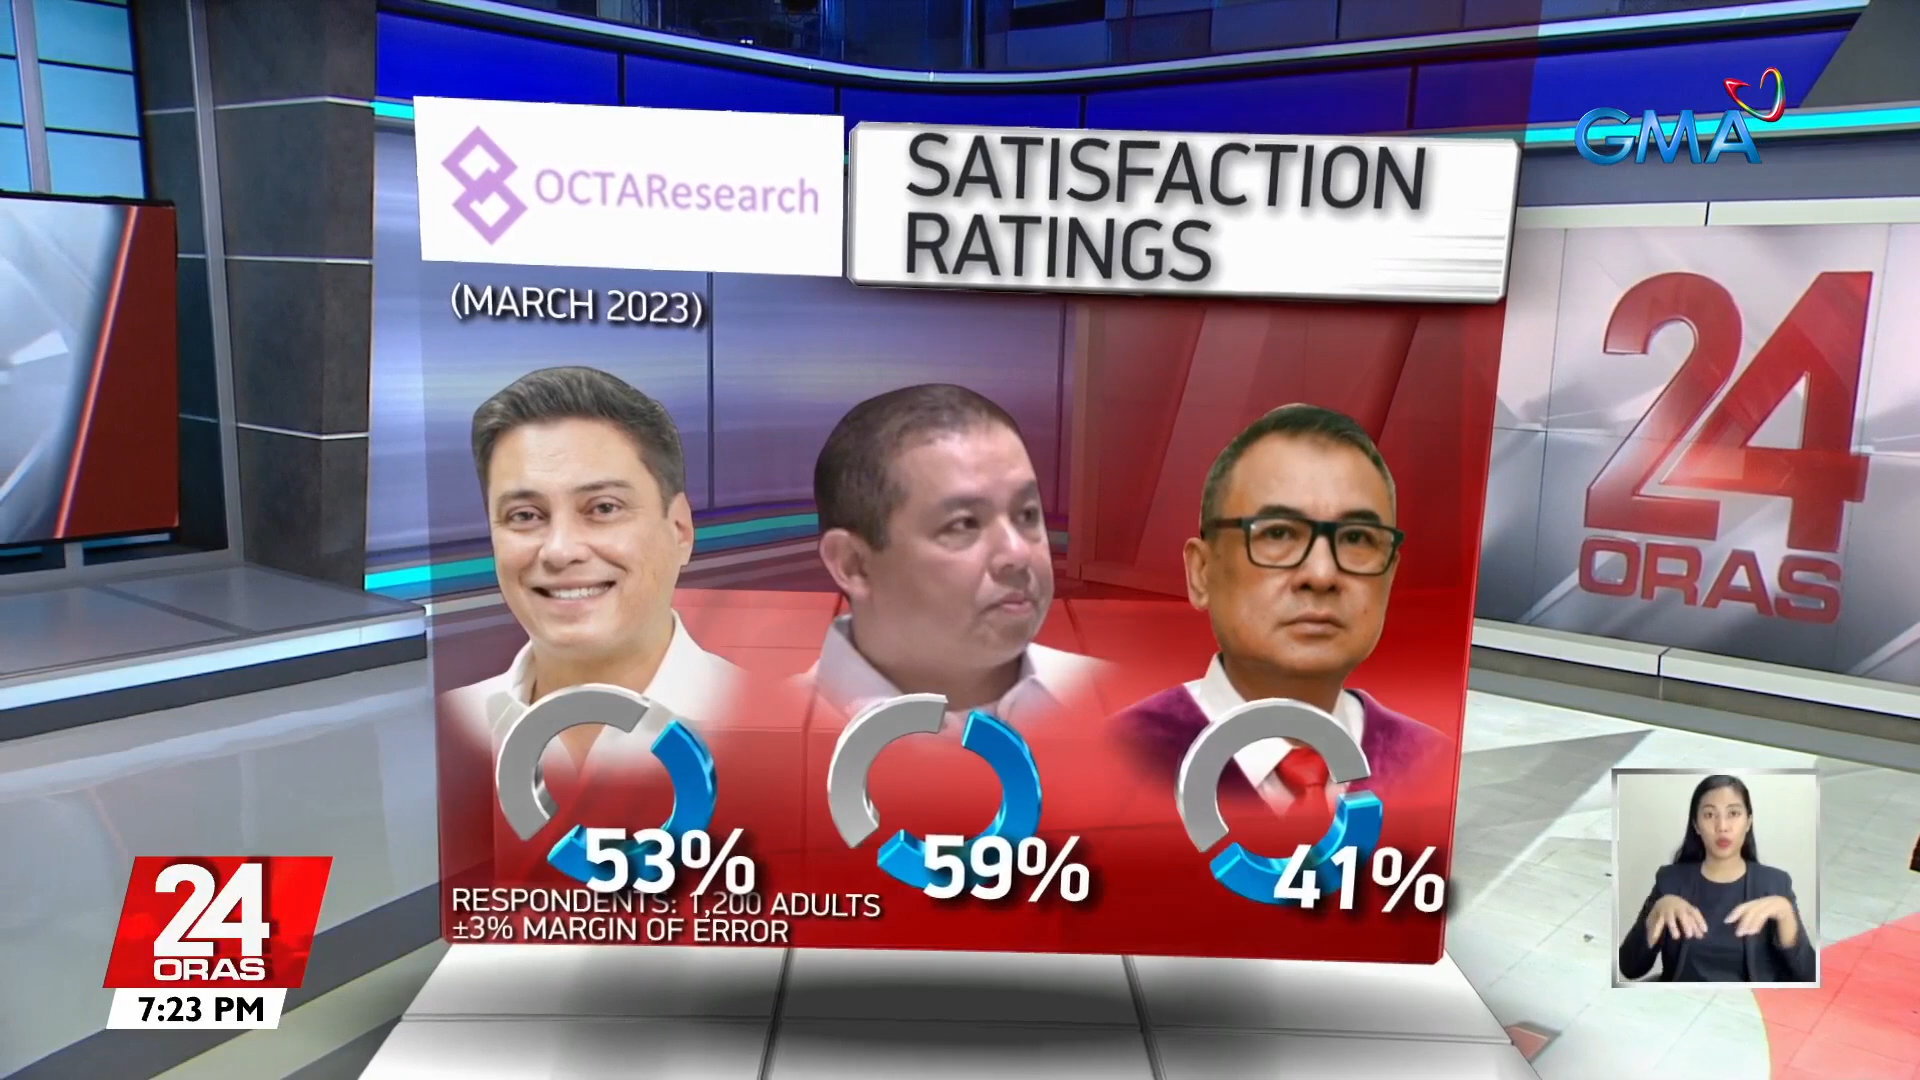 OCTAResearch
SATISFACTION
RATINGS
GMA
(MARCH 2023)
24
ORAS
53%
59%
41%
RESPONDENTS: 1,200 ADULTS
±3% MARGIN OF ERROR
24
ORAS
7:23 PM